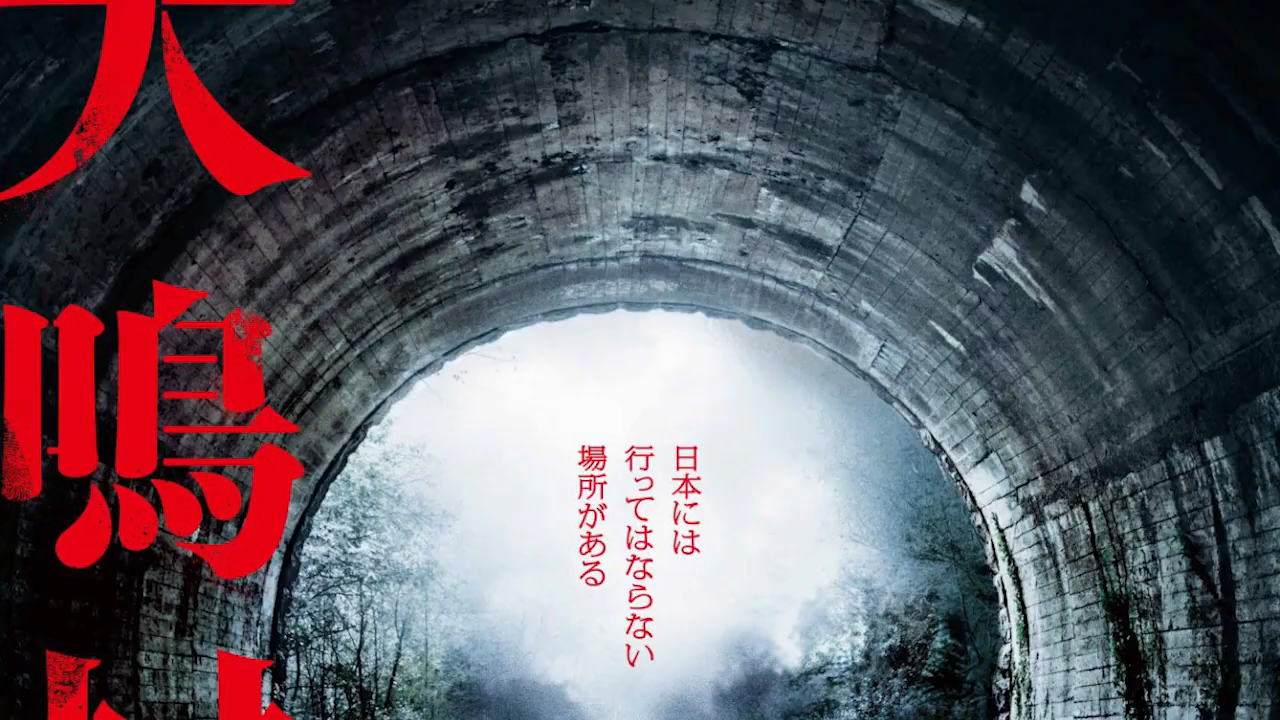 日本には
行ってはならない
場所がある
鳴